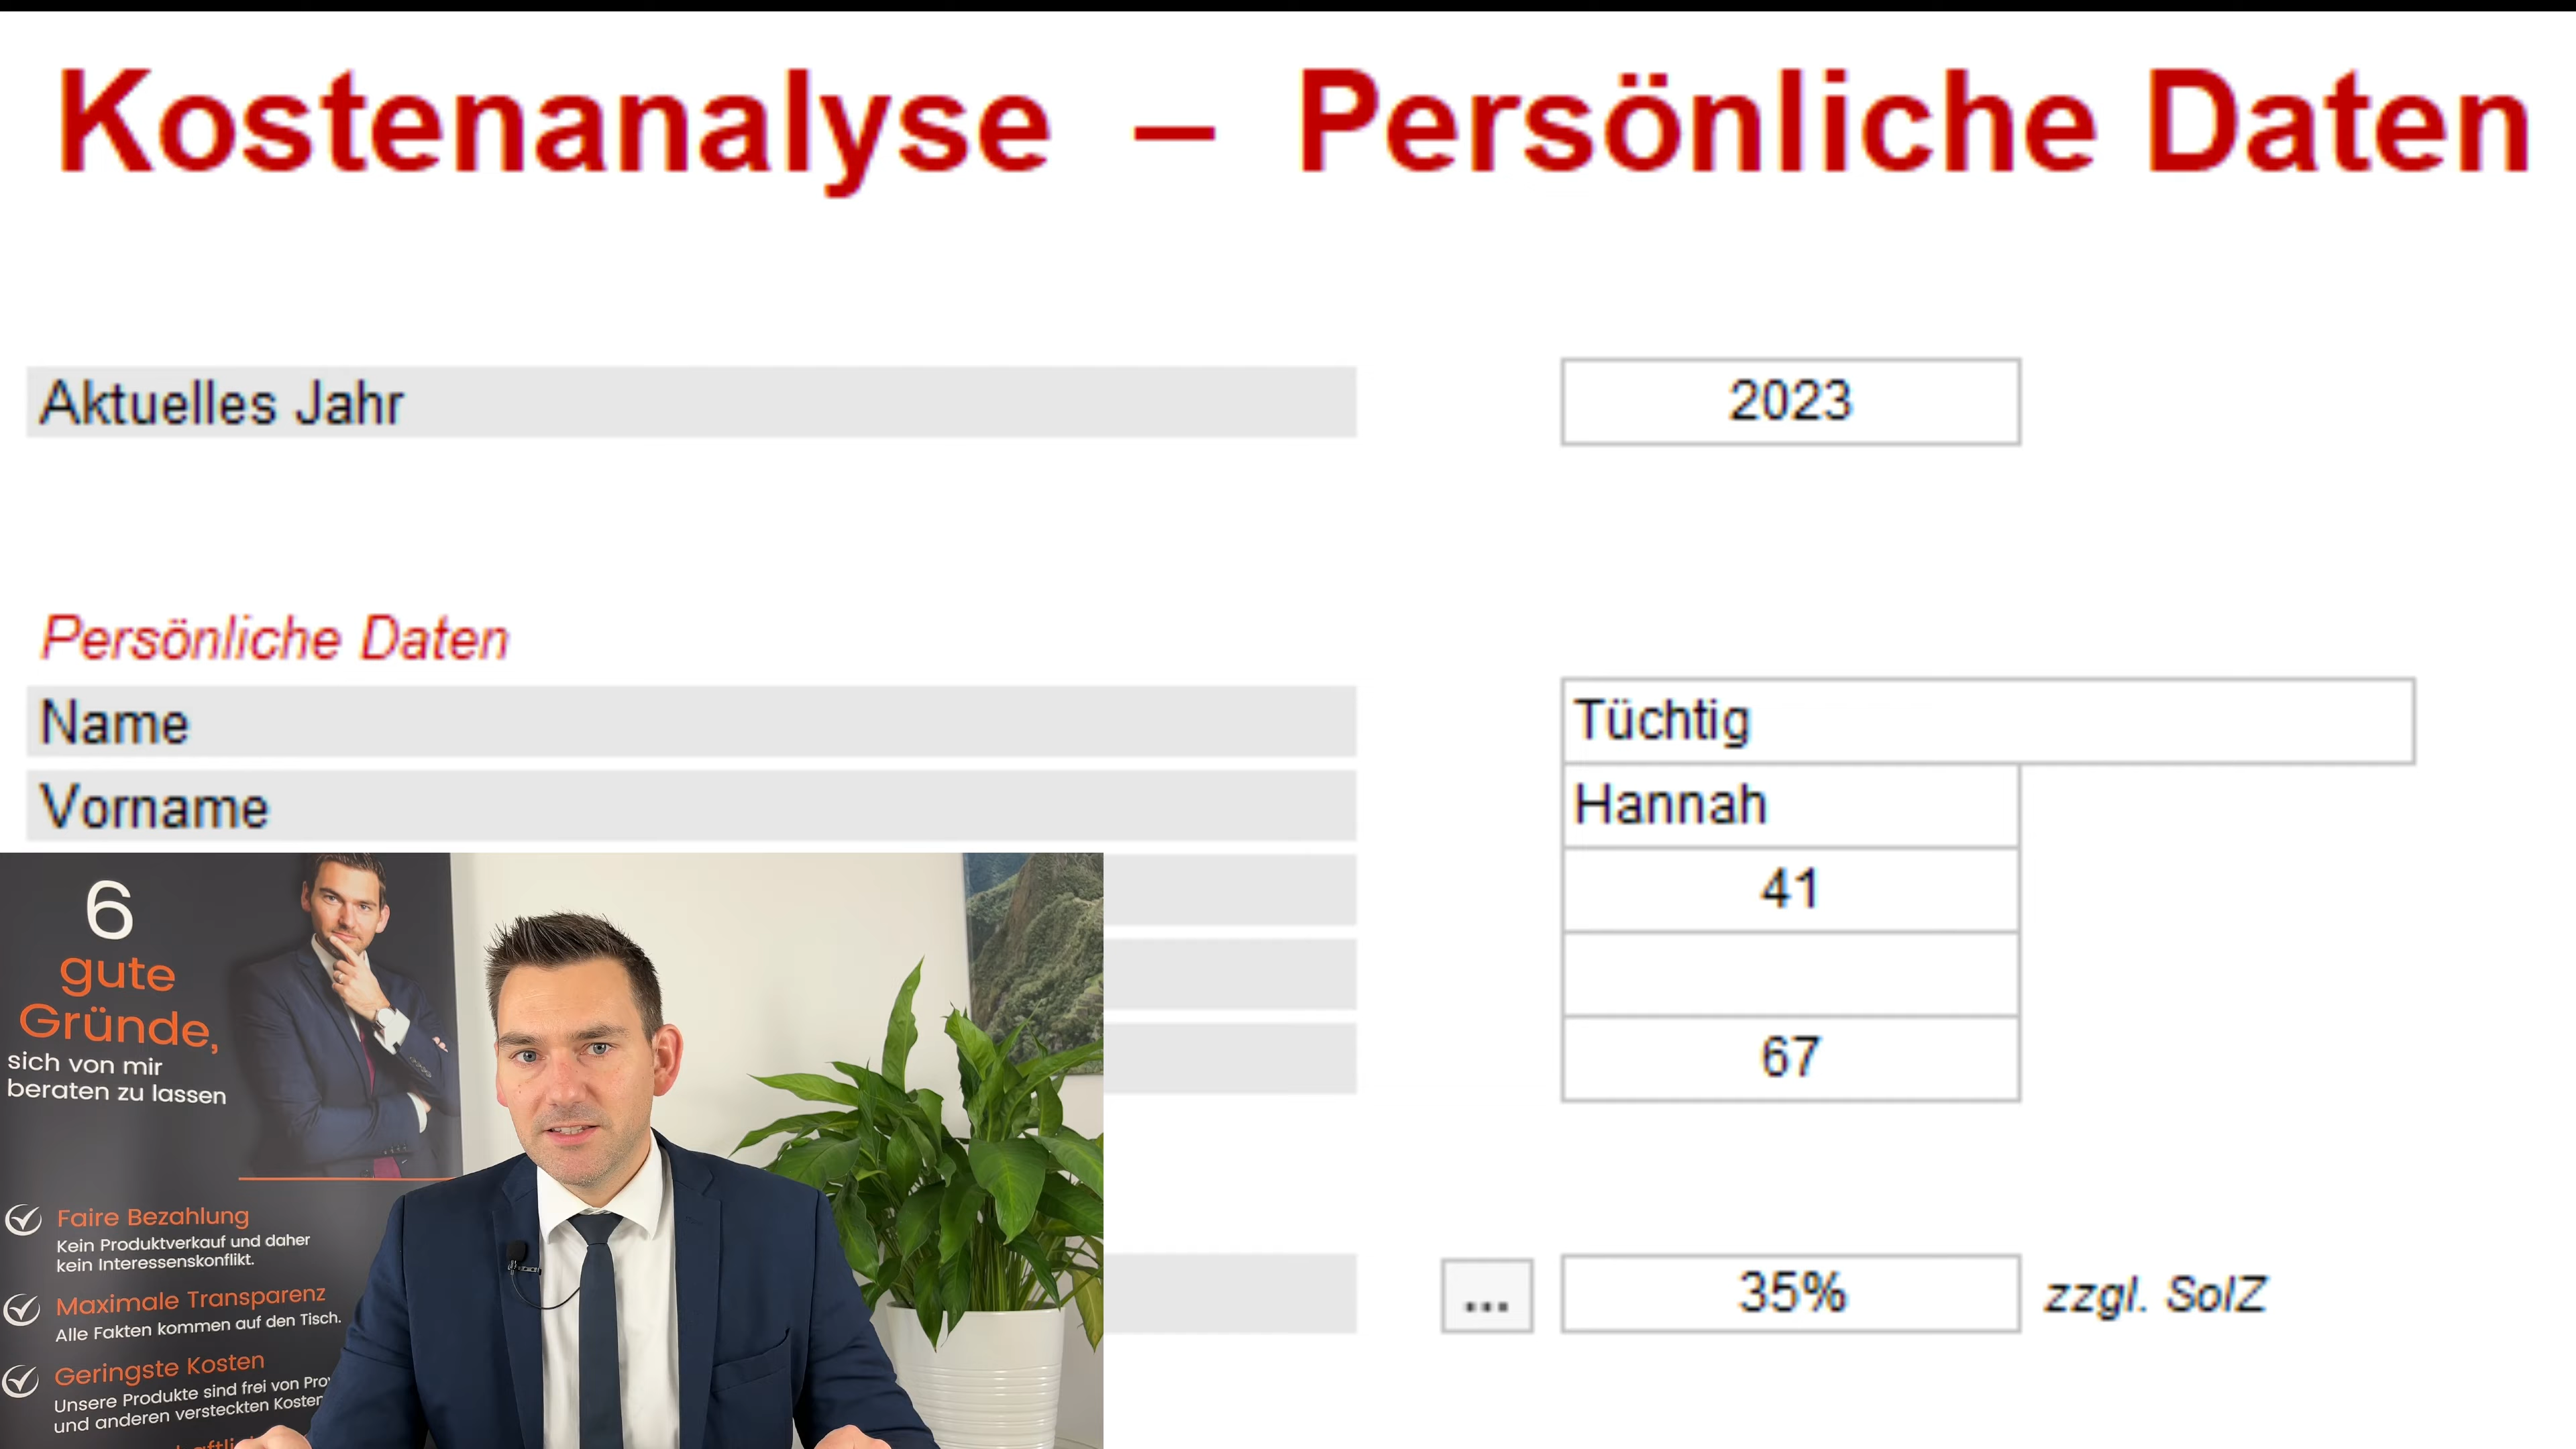 Kostenanalyse – Persönliche Daten
Aktuelles Jahr
2023
Persönliche Daten
Name
Tüchtig
Vorname
Hannah
41
67
...
35%
zzgl. SolZ
6
gute
Gründe,
sich von mir
beraten zu lassen
Faire Bezahlung
Kein Produktverkauf und daher
kein Interessenskonflikt.
Maximale Transparenz
Alle Fakten kommen auf den Tisch.
Geringste Kosten
Unsere Produkte sind frei von
und anderen versteckten